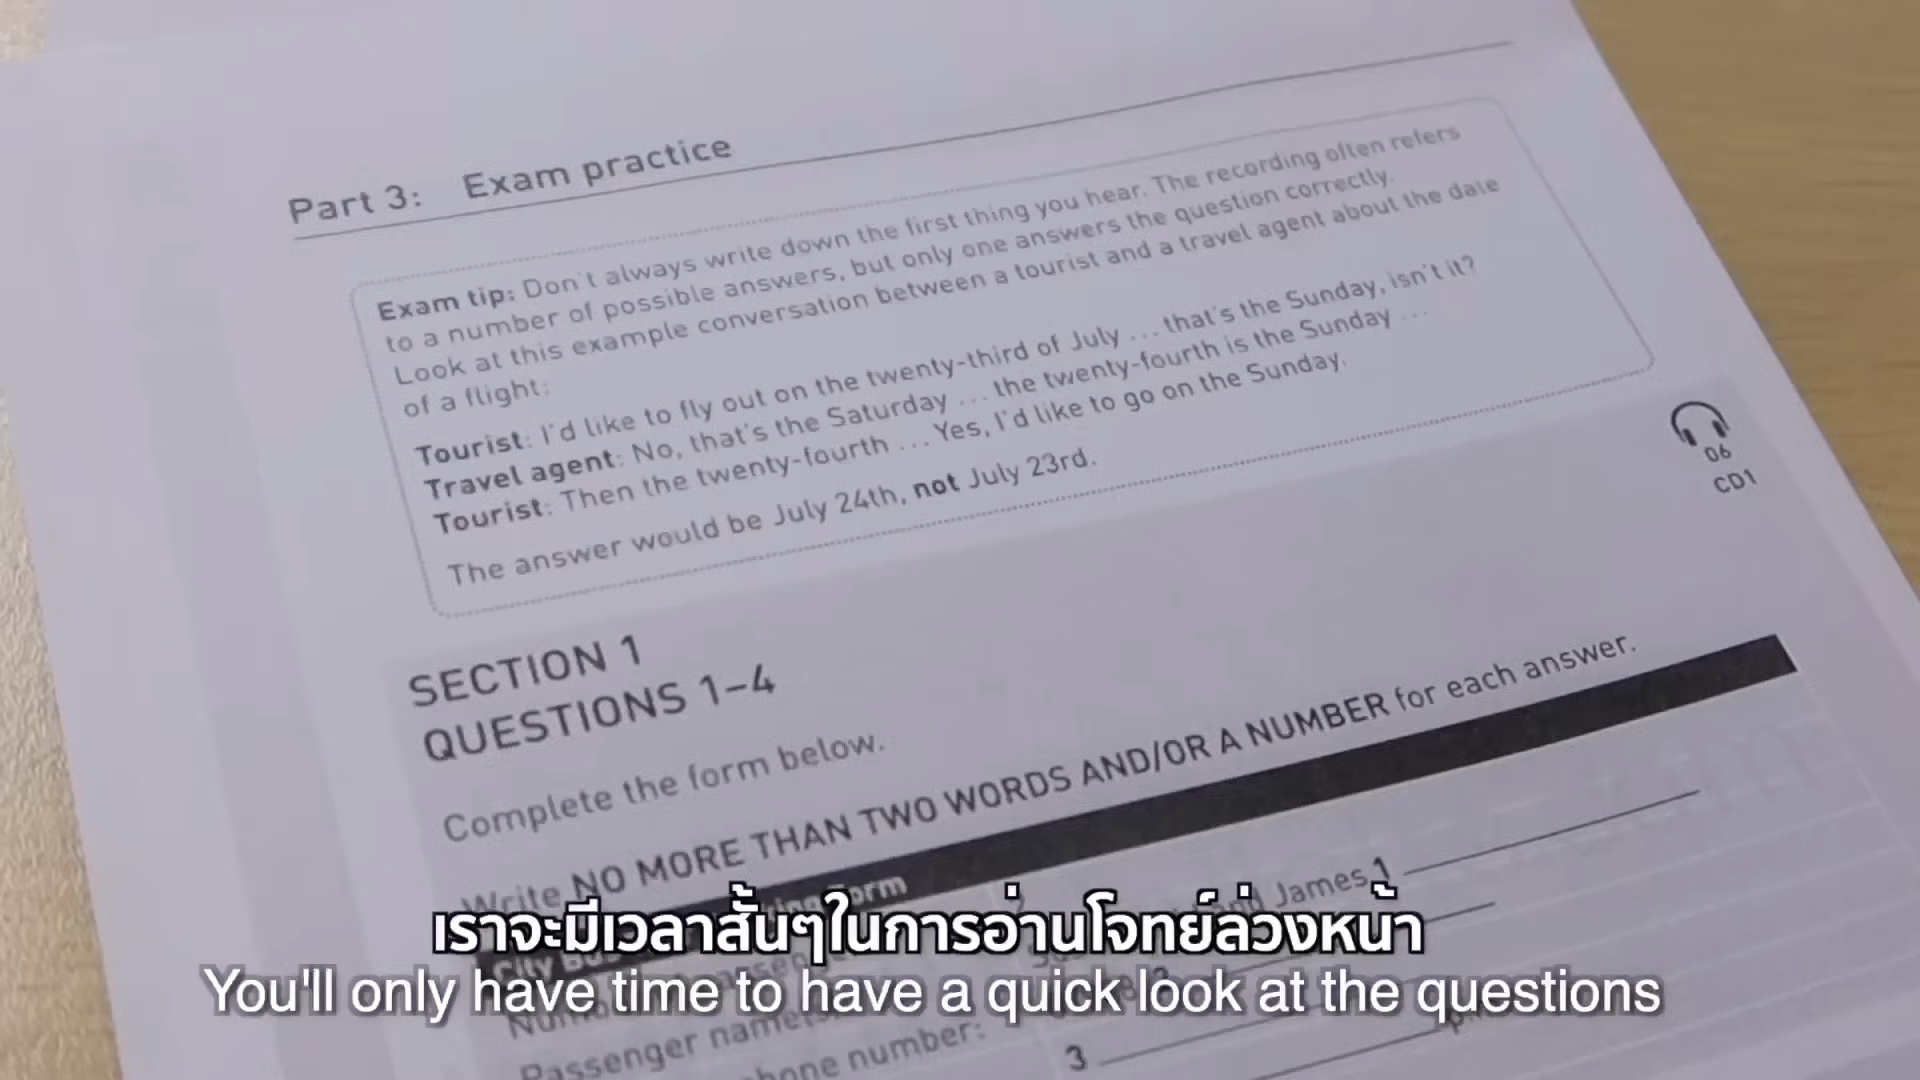 Part 3: Exam practice
Exam tip: Don't always write down the first thing you hear. The recording often refers
to a number of possible answers, but only one answers the question correctly.
Look at this example conversation between a tourist and a travel agent about the date
of a flight:
Tourist: I'd like to fly out on the twenty-third of July ... that's the Sunday, isn't it?
Travel agent: No, that's the Saturday ... the twenty-fourth is the Sunday ...
Tourist: Then the twenty-fourth ... Yes, I'd like to go on the Sunday.
The answer would be July 24th, not July 23rd.
06
CD1
SECTION 1
QUESTIONS 1–4
Complete the form below.
Write NO MORE THAN TWO WORDS AND/OR A NUMBER for each answer.
City Form
and James 1
Passenger
phone number:
3
เราจะมีเวลาสั้นๆในการอ่านโจทย์ล่วงหน้า
You'll only have time to have a quick look at the questions